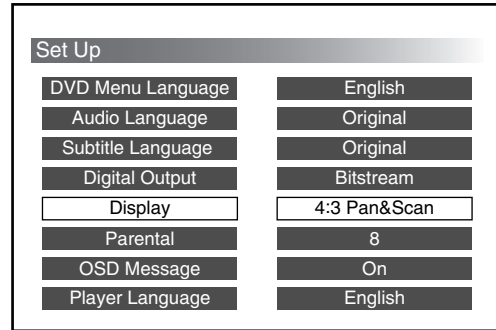 Set Up
DVD Menu Language English
Audio Language Original
Subtitle Language Original
Digital Output Bitstream
Display 4:3 Pan&Scan
Parental 8
OSD Message On
Player Language English